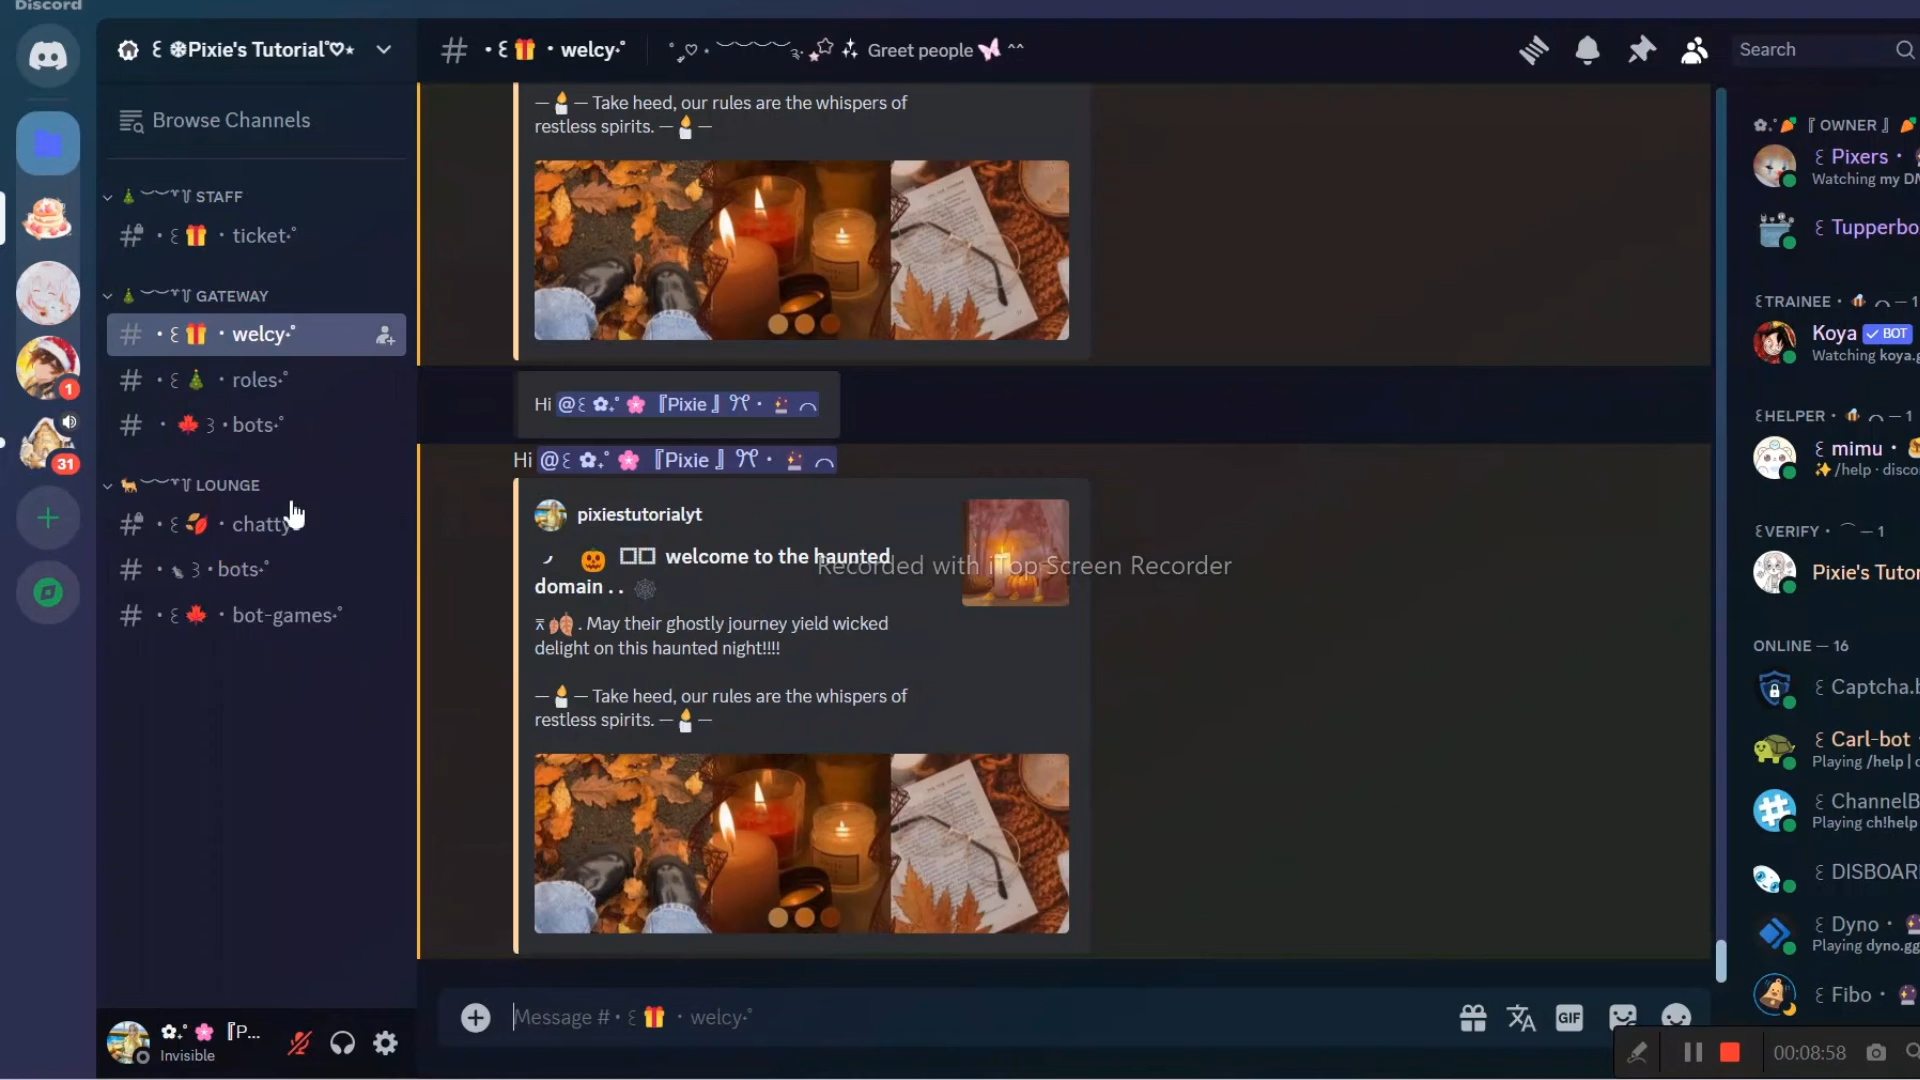 Discord
꒰ ❄Pixie's Tutorial˚♡⋆
Browse Channels
🎄︶︶꒷꒦ STAFF
# ・꒰🎁・ticket·˚
🎄︶︶꒷꒦ GATEWAY
# ・꒰🎁・welcy·˚
# ・꒰🎄・roles·˚
# ・🍁꒱・bots·˚
︶︶꒷꒦ LOUNGE
# ・꒰・chatty
# ・꒱・bots·˚
# ・꒰🍁・bot-games·˚
1
31
『P...
Invisible
# ・꒰🎁・welcy·˚
Greet people 🦋 ^^
Search
— 🕯 — Take heed, our rules are the whispers of
restless spirits. — 🕯 —
Hi @꒰ ✿˖˚ 🌸 『Pixie 』
Hi @꒰ ✿˖˚ 🌸 『Pixie 』
pixiestutorialyt
🎃 welcome to the haunted
domain . . 🕸
. May their ghostly journey yield wicked
delight on this haunted night!!!!
— 🕯 — Take heed, our rules are the whispers of
restless spirits. — 🕯 —
Recorded with iTop Screen Recorder
Message #・꒰🎁・welcy·˚
GIF
✿˖˚🥕『 OWNER 』🥕
꒰ Pixers・
Watching my DM
꒰ Tupperbo
꒰TRAINEE・ ⌒ — 1
Koya ✓ BOT
Watching koya.g
꒰HELPER・ ⌒ — 1
꒰ mimu・
✨/help · disco
꒰VERIFY・⌒ — 1
Pixie's Tutor
ONLINE — 16
꒰ Captcha.b
꒰ Carl-bot
Playing /help |
꒰ ChannelB
Playing ch!help
꒰ DISBOARD
꒰ Dyno・
Playing dyno.gg
꒰ Fibo・
00:08:58